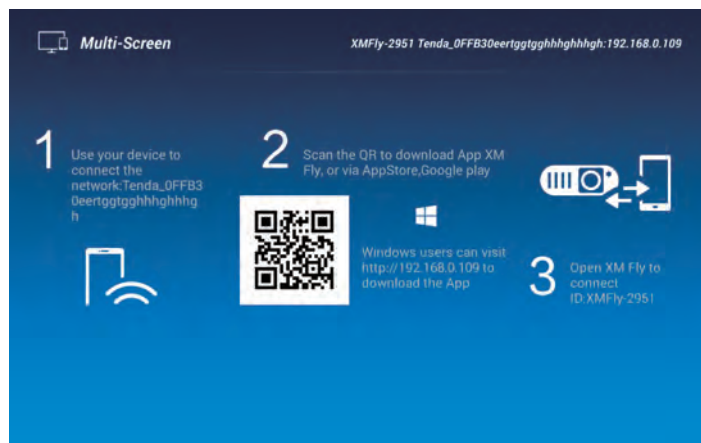 Multi-Screen
XMFly-2951 Tenda_0FFB30eertggtgghhhghhhgh:192.168.0.109
1
Use your device to
connect the
network:Tenda_0FFB3
0eertggtgghhhghhhg
h
2
Scan the QR to download App XM
Fly, or via AppStore,Google play
Windows users can visit
http://192.168.0.109 to
download the App
3
Open XM Fly to
connect
ID:XMFly-2951